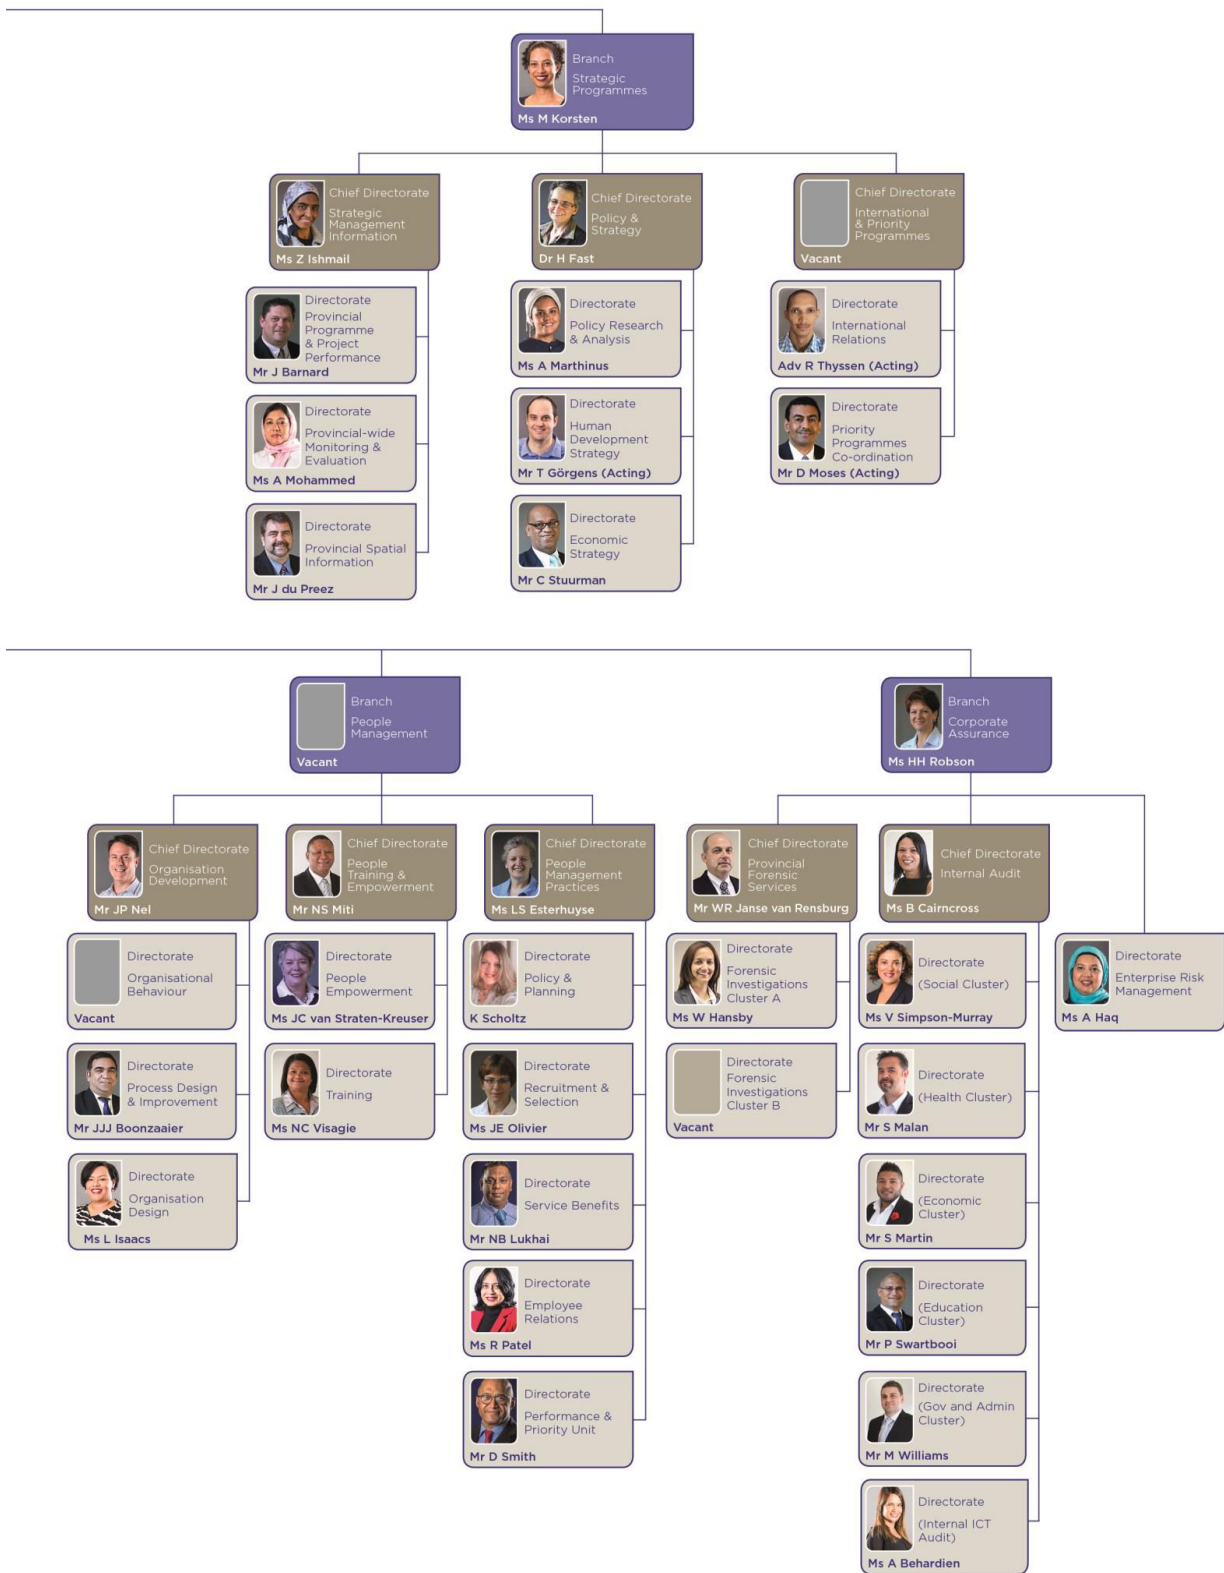 Branch
Strategic
Programmes
Ms M Korsten
Chief Directorate
Strategic
Management
Information
Ms Z Ishmail
Chief Directorate
Policy &
Strategy
Dr H Fast
Chief Directorate
International
& Priority
Programmes
Vacant
Directorate
Provincial
Programme
& Project
Performance
Mr J Barnard
Directorate
Provincial-wide
Monitoring &
Evaluation
Ms A Mohammed
Directorate
Provincial Spatial
Information
Mr J du Preez
Directorate
Policy Research
& Analysis
Ms A Marthinus
Directorate
Human
Development
Strategy
Mr T Görgens (Acting)
Directorate
Economic
Strategy
Mr C Stuurman
Directorate
International
Relations
Adv R Thyssen (Acting)
Directorate
Priority
Programmes
Co-ordination
Mr D Moses (Acting)
Branch
People
Management
Vacant
Branch
Corporate
Assurance
Ms HH Robson
Chief Directorate
Organisation
Development
Mr JP Nel
Chief Directorate
People
Training &
Empowerment
Mr NS Miti
Chief Directorate
People
Management
Practices
Ms LS Esterhuyse
Chief Directorate
Provincial
Forensic
Services
Mr WR Janse van Rensburg
Chief Directorate
Internal Audit
Ms B Cairncross
Directorate
Organisational
Behaviour
Vacant
Directorate
Process Design
& Improvement
Mr JJJ Boonzaaier
Directorate
Organisation
Design
Ms L Isaacs
Directorate
People
Empowerment
Ms JC van Straten-Kreuser
Directorate
Training
Ms NC Visagie
Directorate
Policy &
Planning
K Scholtz
Directorate
Recruitment &
Selection
Ms JE Olivier
Directorate
Service Benefits
Mr NB Lukhai
Directorate
Employee
Relations
Ms R Patel
Directorate
Performance &
Priority Unit
Mr D Smith
Directorate
Forensic
Investigations
Cluster A
Ms W Hansby
Directorate
Forensic
Investigations
Cluster B
Vacant
Directorate
(Social Cluster)
Ms V Simpson-Murray
Directorate
(Health Cluster)
Mr S Malan
Directorate
(Economic
Cluster)
Mr S Martin
Directorate
(Education
Cluster)
Mr P Swartbooi
Directorate
(Gov and Admin
Cluster)
Mr M Williams
Directorate
(Internal ICT
Audit)
Ms A Behardien
Directorate
Enterprise Risk
Management
Ms A Haq